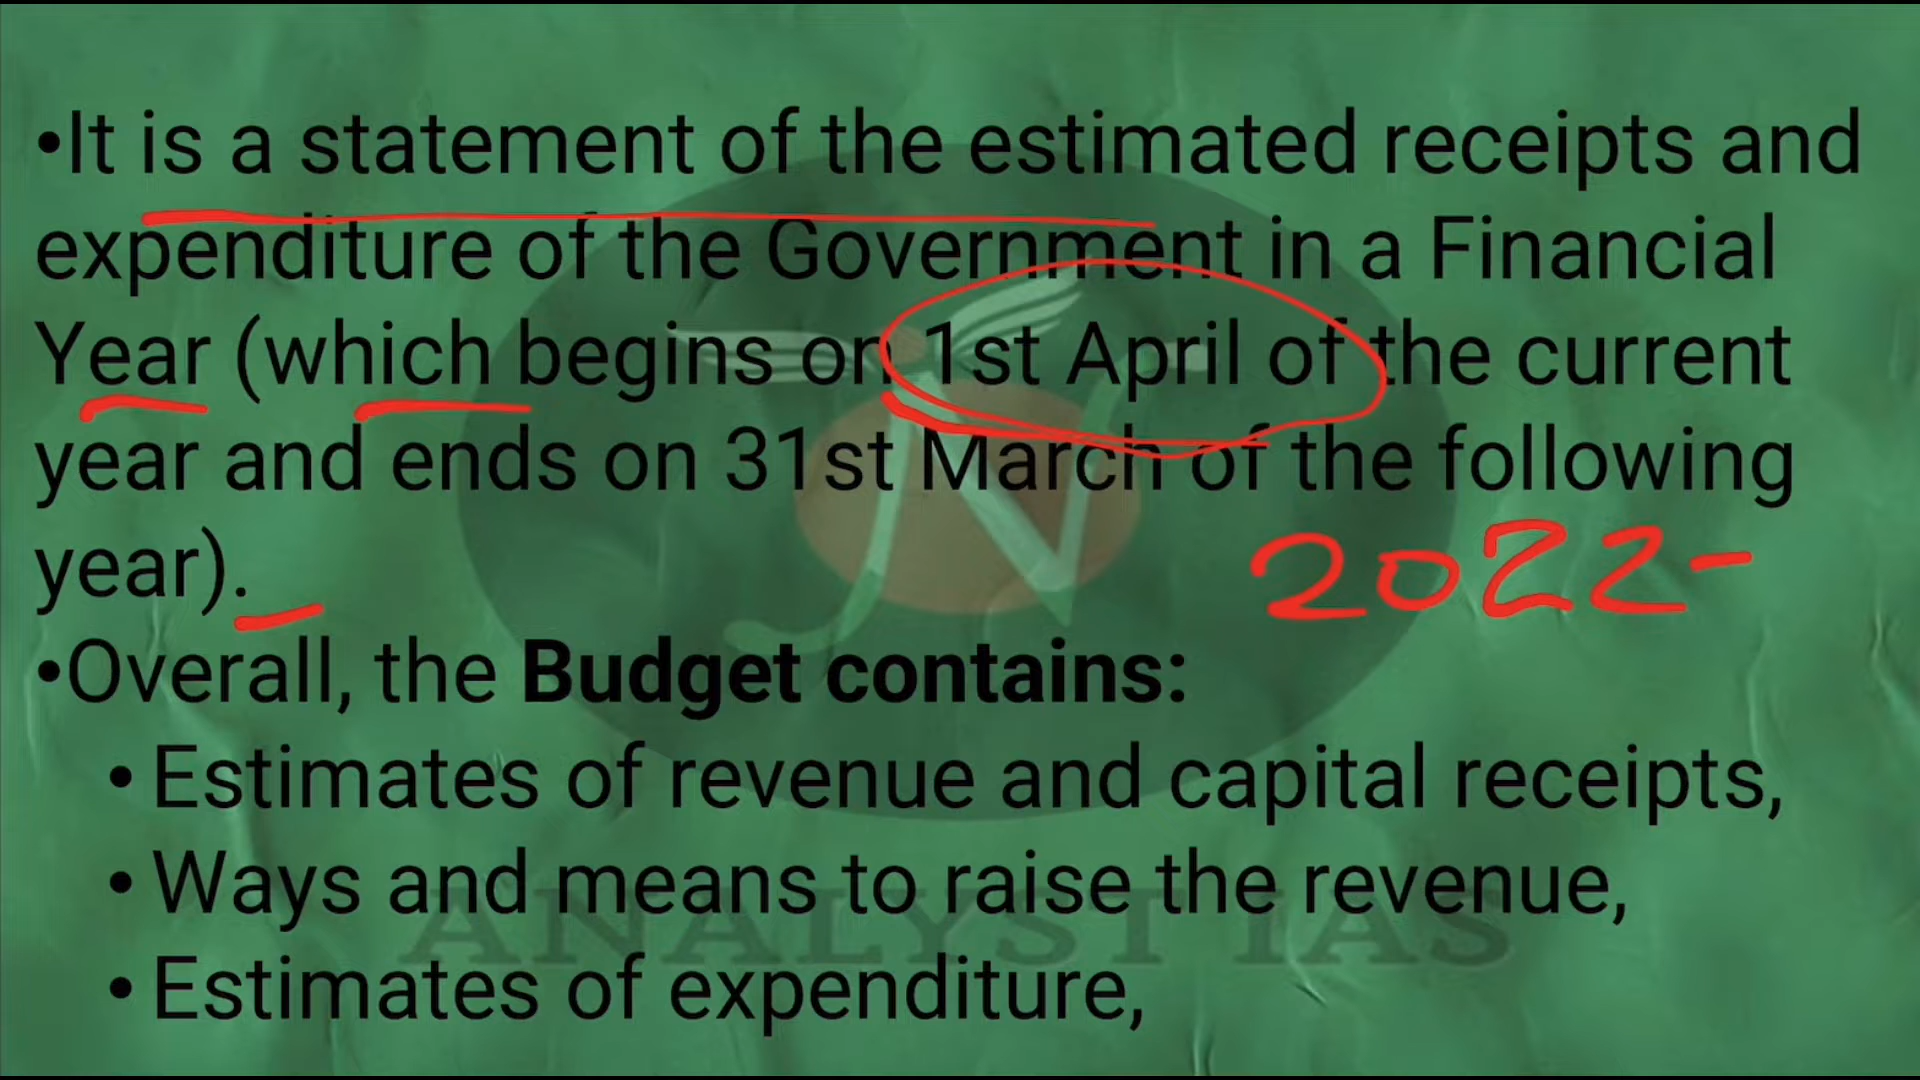 •It is a statement of the estimated receipts and
expenditure of the Government in a Financial
Year (which begins on 1st April of the current
year and ends on 31st March of the following
year).
2022-
•Overall, the Budget contains:
• Estimates of revenue and capital receipts,
• Ways and means to raise the revenue,
• Estimates of expenditure,
ANALYST IAS